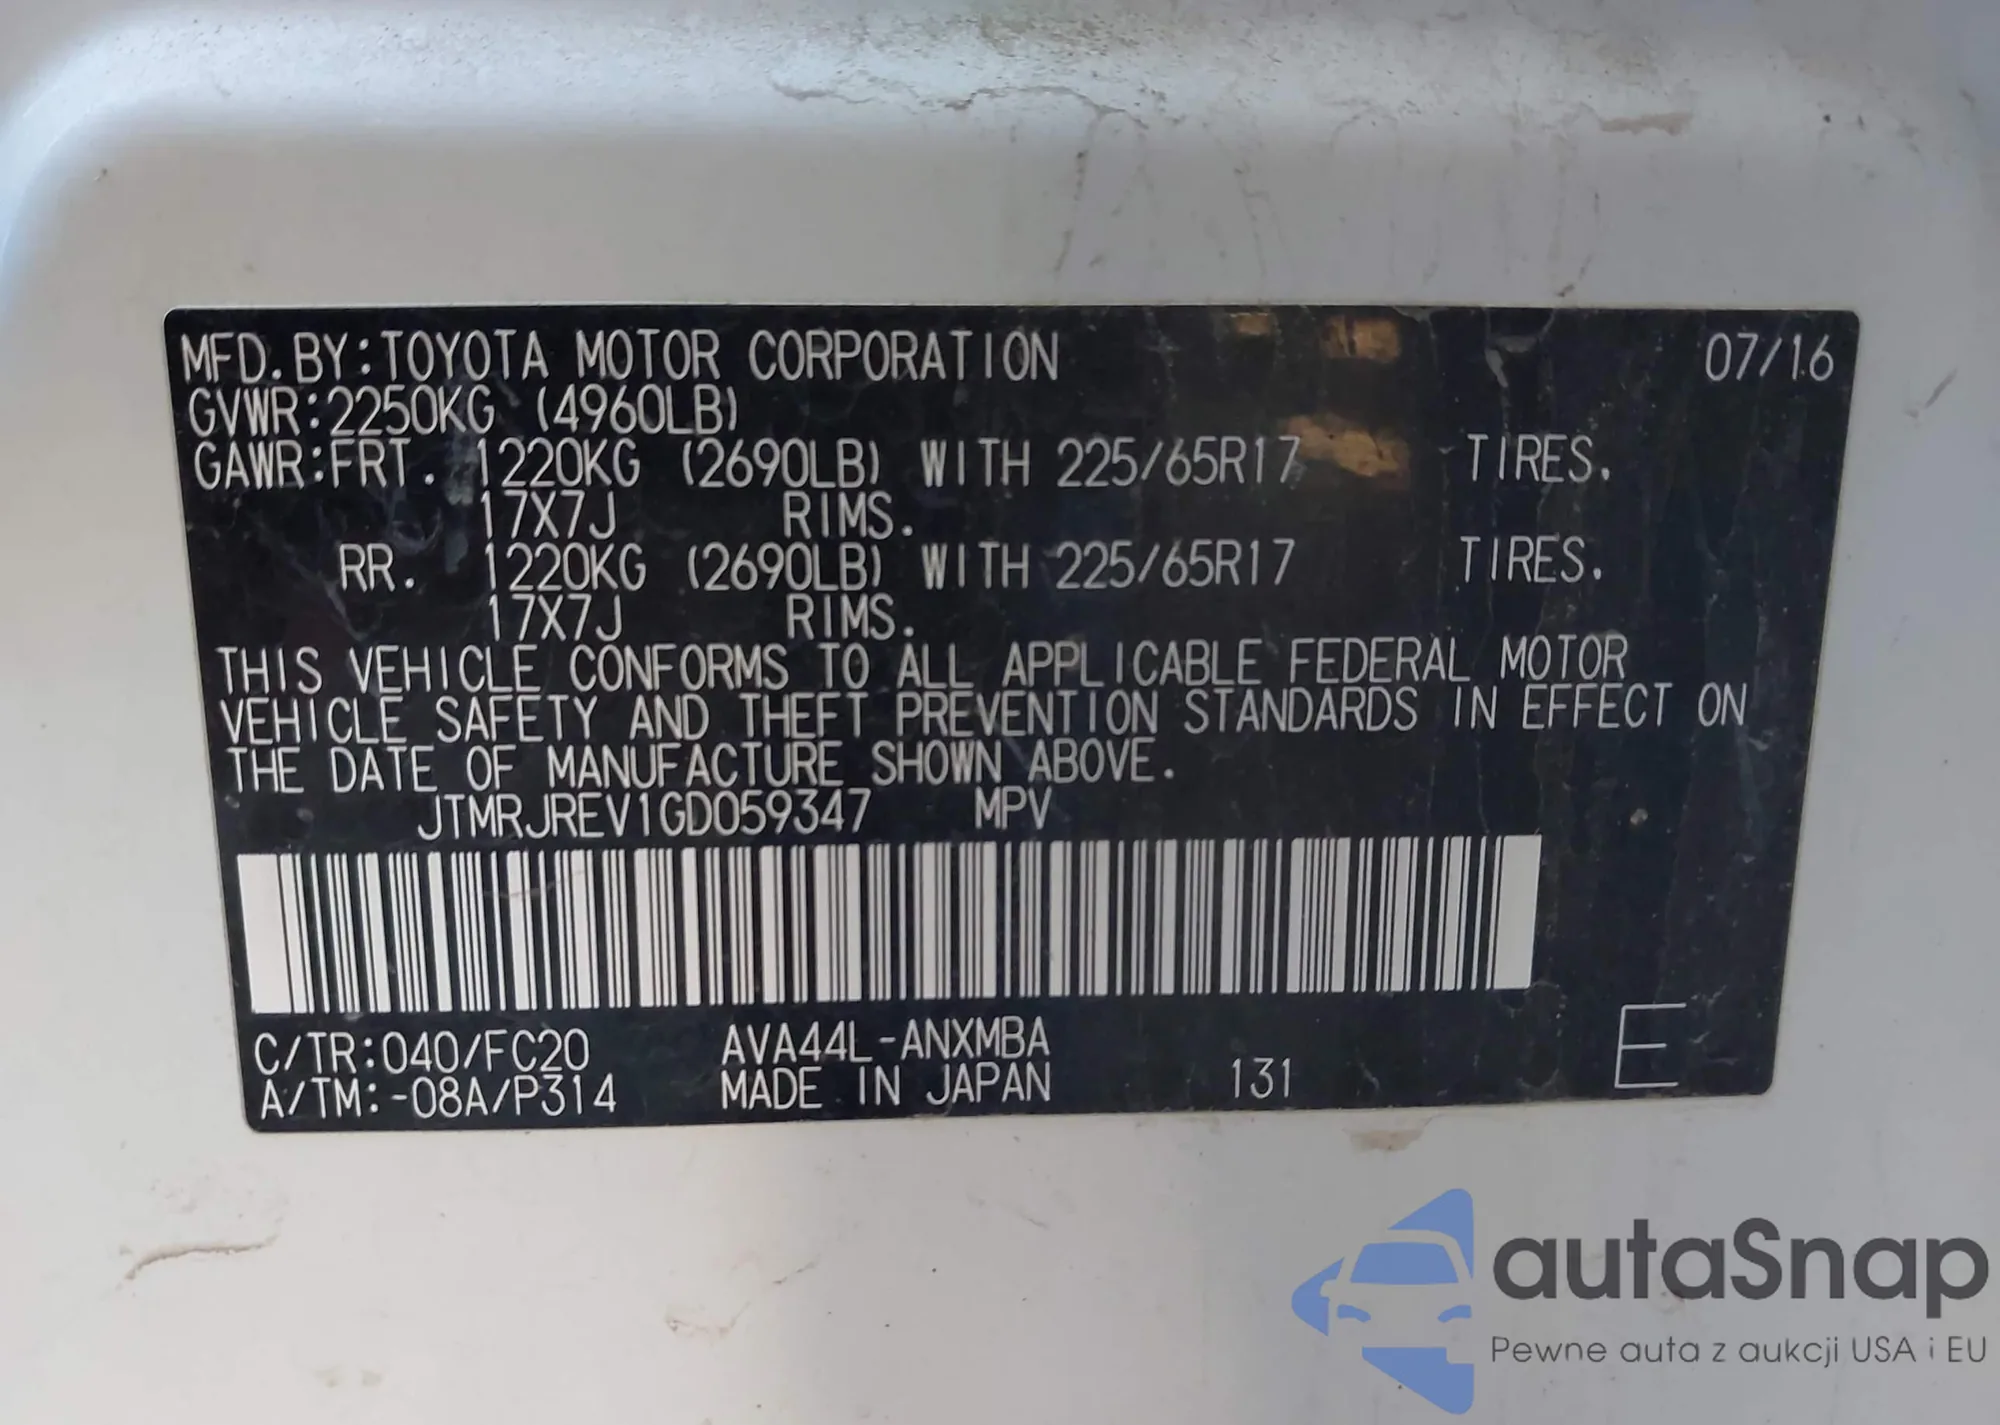 MFD. BY: TOYOTA MOTOR CORPORATION 07/16
GVWR: 2250KG (4960LB)
GAWR: FRT. 1220KG (2690LB) WITH 225/65R17 TIRES.
17X7J RIMS.
RR. 1220KG (2690LB) WITH 225/65R17 TIRES.
17X7J RIMS.
THIS VEHICLE CONFORMS TO ALL APPLICABLE FEDERAL MOTOR
VEHICLE SAFETY AND THEFT PREVENTION STANDARDS IN EFFECT ON
THE DATE OF MANUFACTURE SHOWN ABOVE.
JTMRJREV1GD059347 MPV
C/TR: 040/FC20 AVA44L-ANXMBA
A/TM: -08A/P314 MADE IN JAPAN 131 E
autaSnap
Pewne auta z aukcji USA i EU